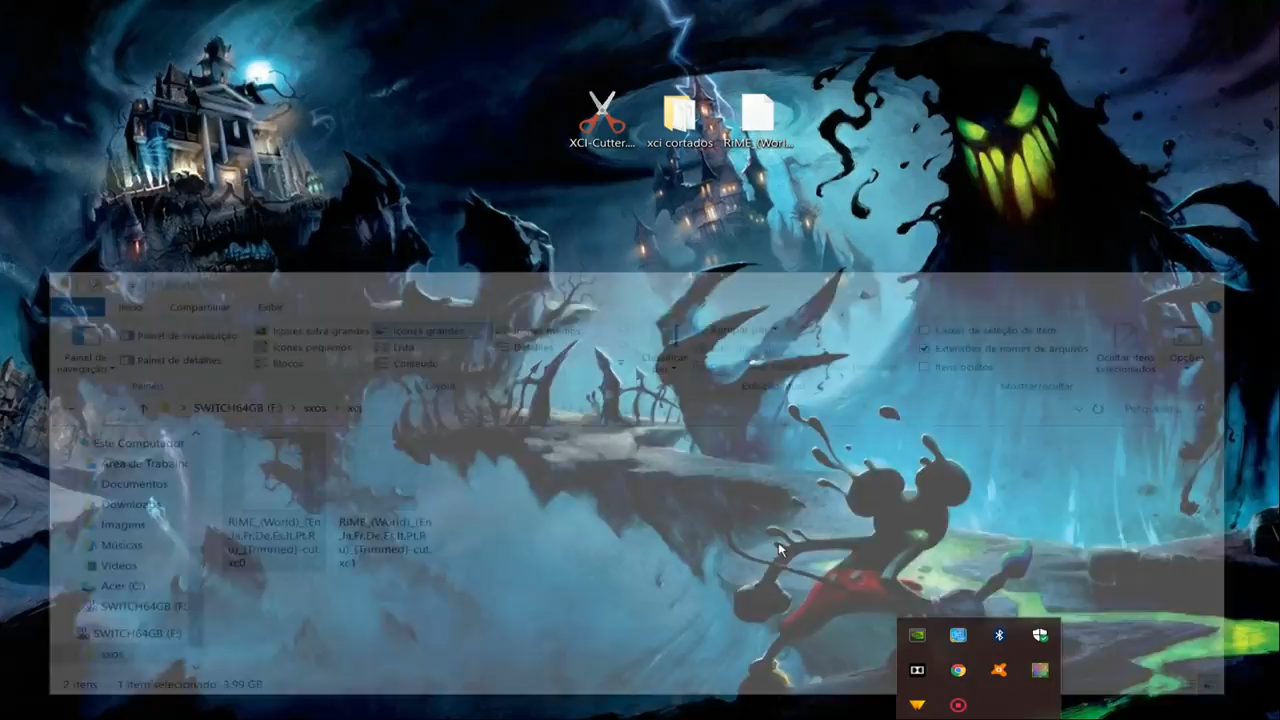 XCI-Cutter....
xci cortados
RiME_(Worl...
Início
Compartilhar
Exibir
Painel de navegação
Painel de visualização
Painel de detalhes
Painéis
Ícones extra grandes
Ícones grandes
Ícones pequenos
Lista
Detalhes
Blocos
Conteúdo
Layout
Classificar
Caixas de seleção de item
Extensões de nomes de arquivos
Itens ocultos
Ocultar itens selecionados
Opções
Mostrar/ocultar
SWITCH64GB (F:) > sxos > xci
Este Computador
Área de Trabalho
Documentos
Downloads
Imagens
Músicas
Vídeos
Acer (C:)
SWITCH64GB (F:
SWITCH64GB (F:)
sxos
RiME_(World)_(En
,Ja,Fr,De,Es,It,Pt,R
u)_[Trimmed]-cut.
xc0
RiME_(World)_(En
,Ja,Fr,De,Es,It,Pt,R
u)_[Trimmed]-cut.
xc1
2 itens
1 item selecionado 3,99 GB